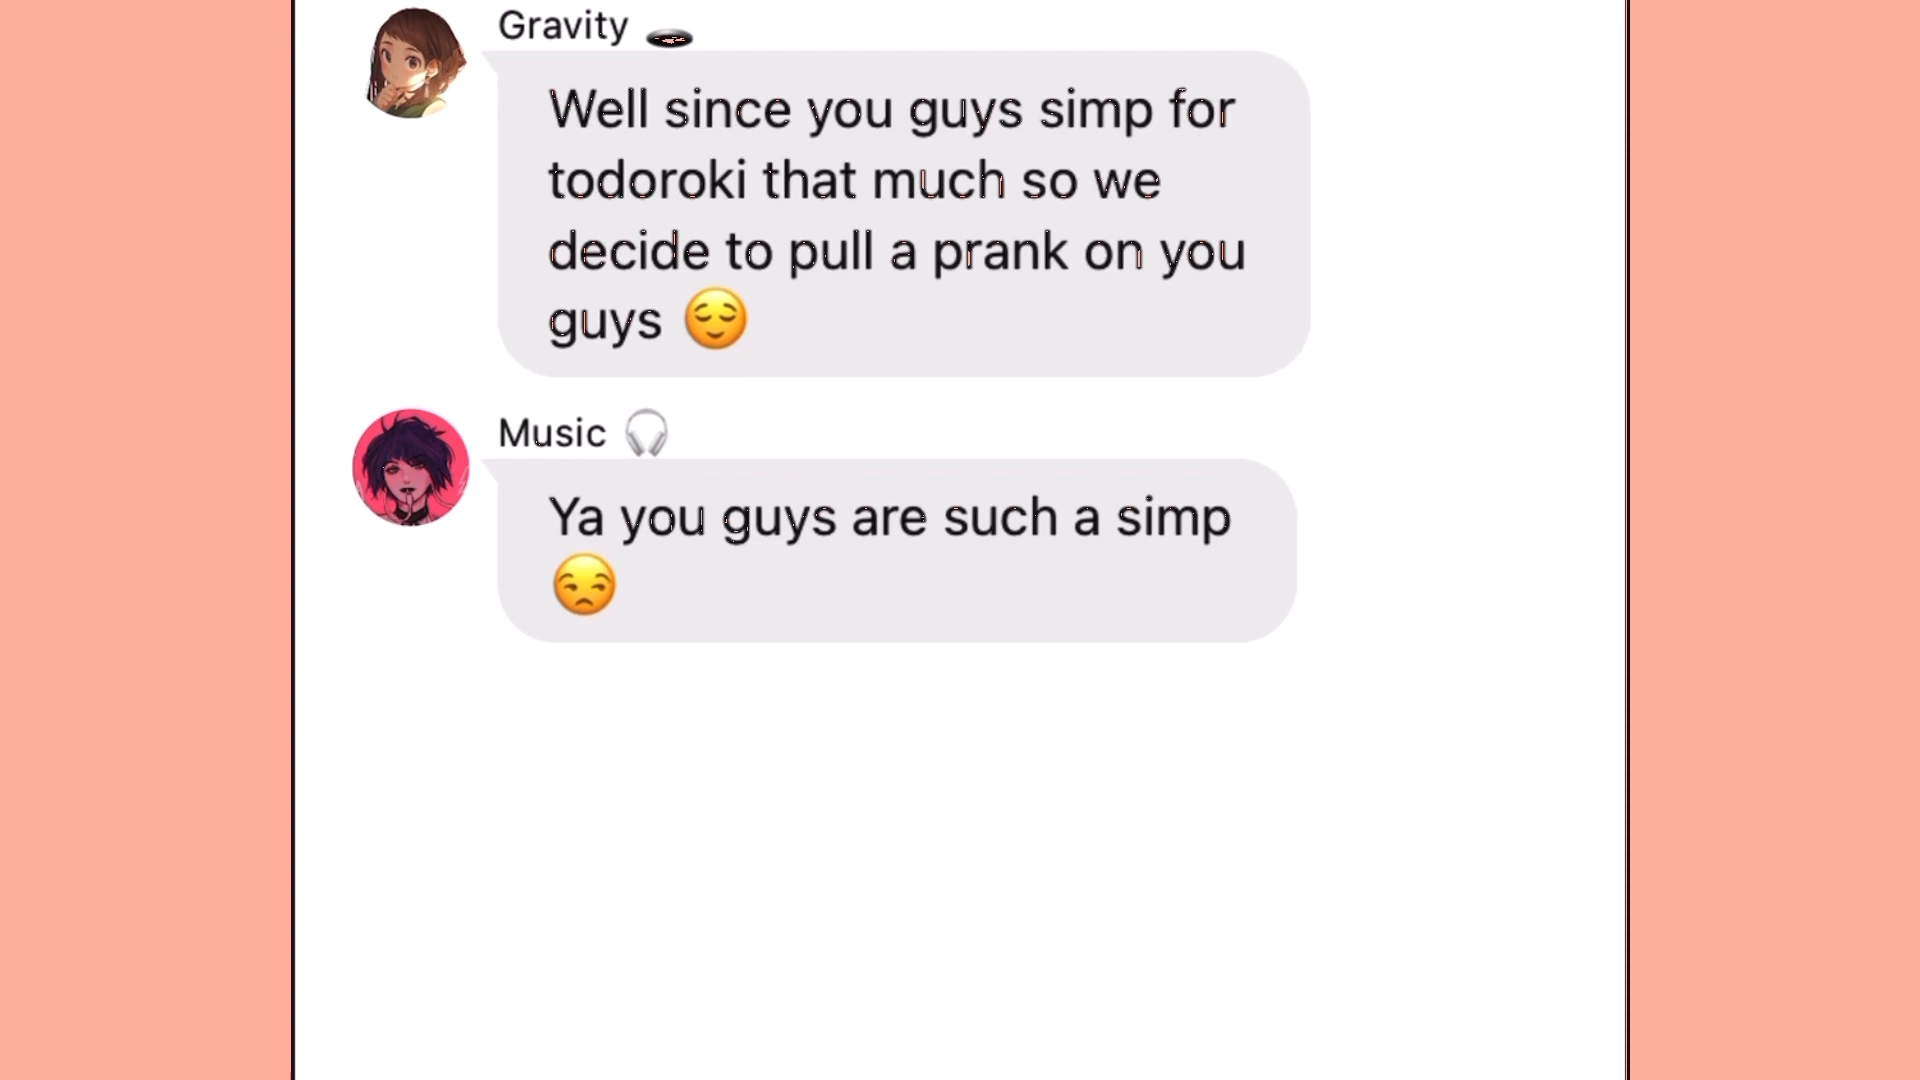 Gravity 🕳️
Well since you guys simp for
todoroki that much so we
decide to pull a prank on you
guys 😌
Music 🎧
Ya you guys are such a simp
😒